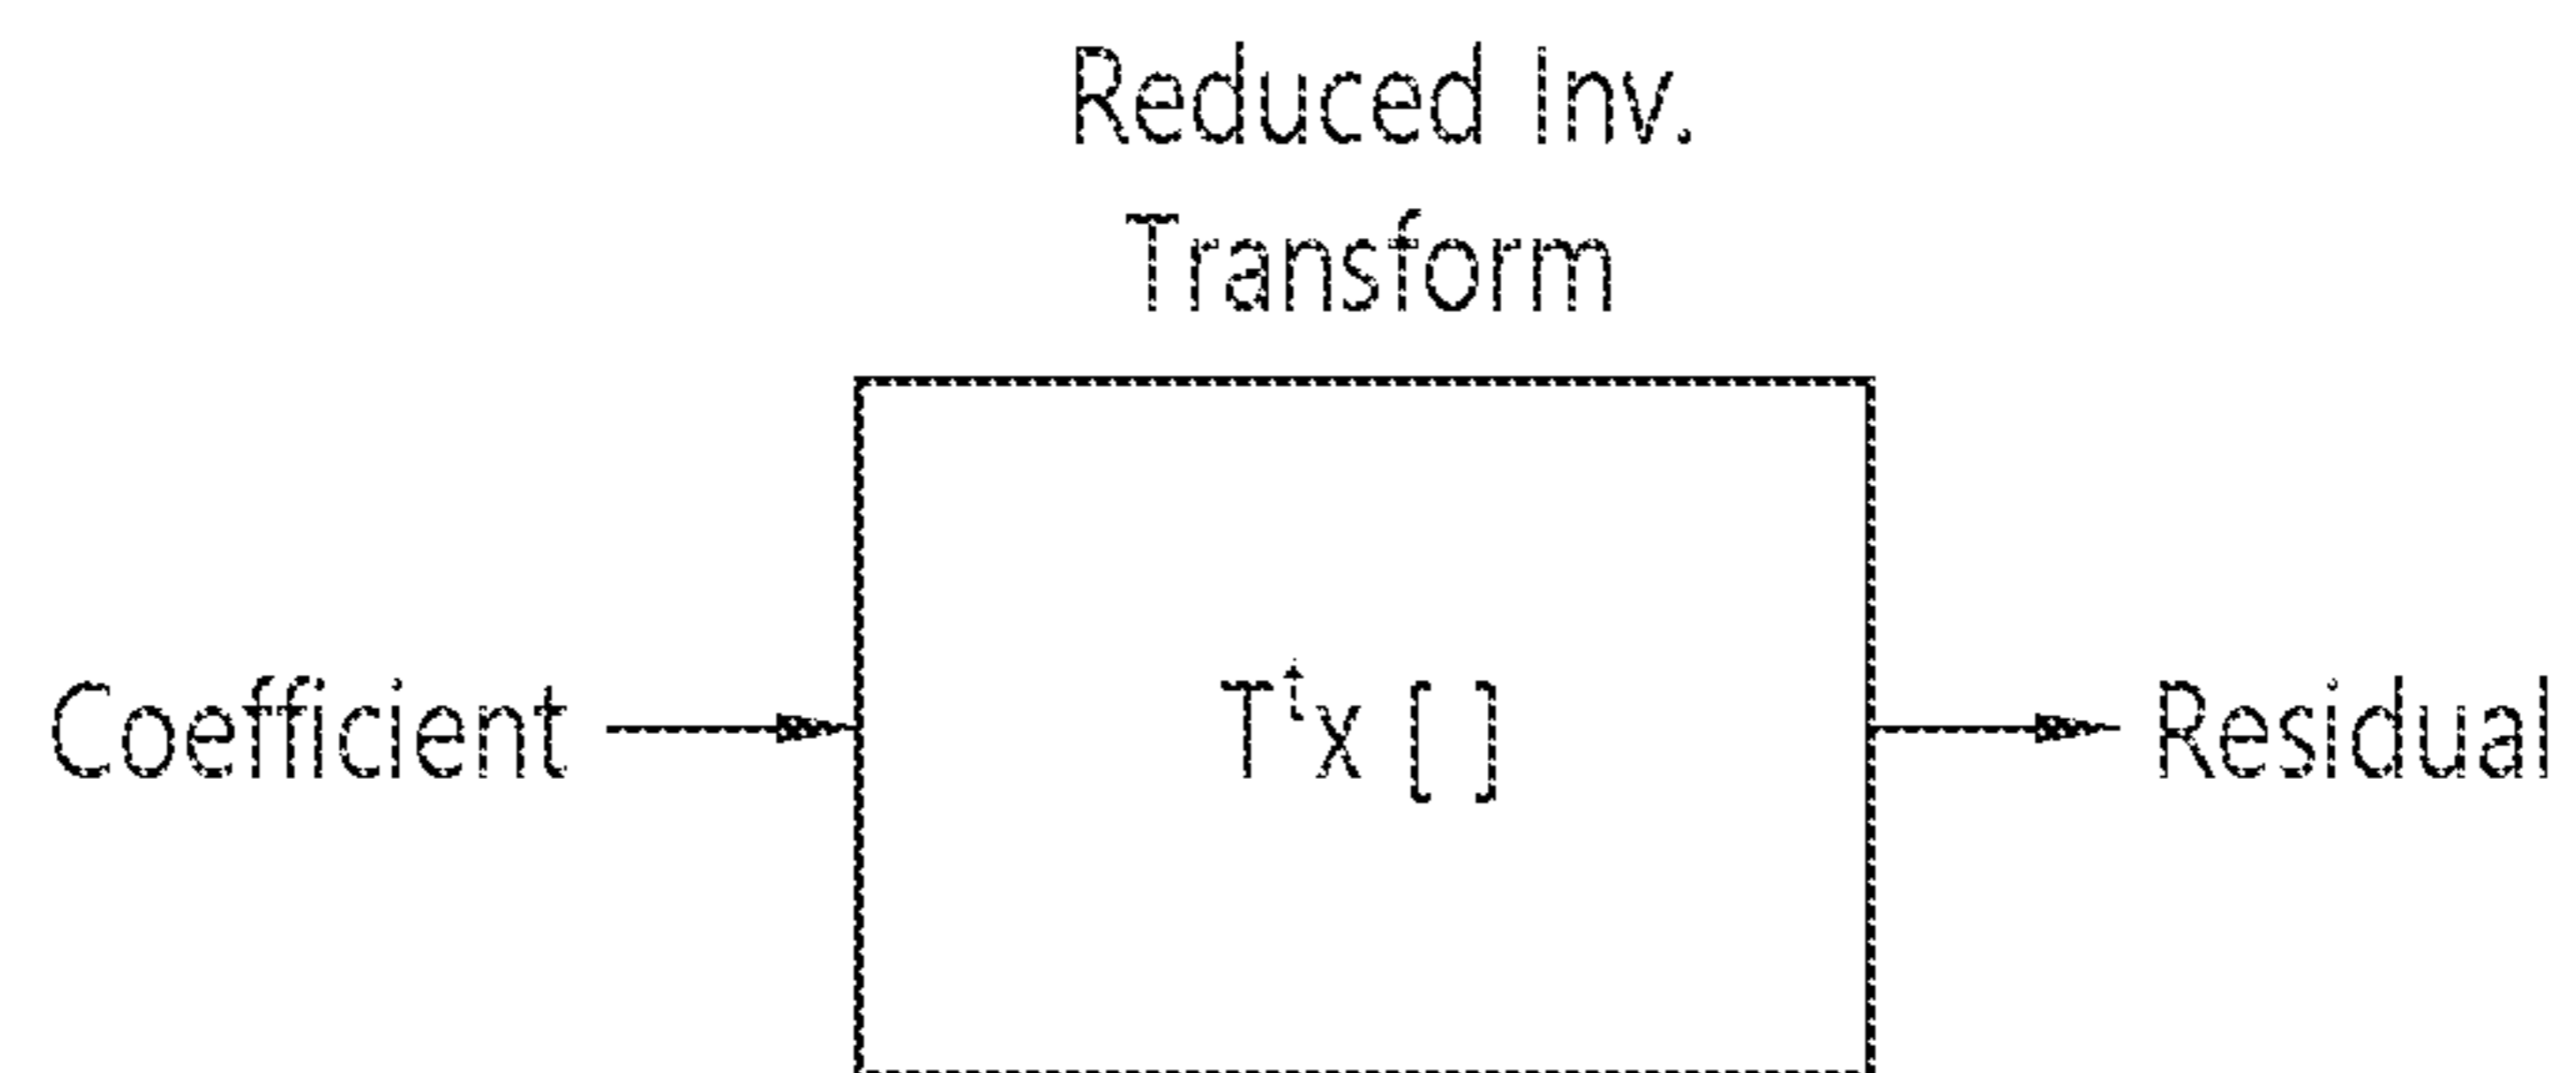 Reduced Inv.
Transform
Coefficient
Tᵗx [ ]
Residual